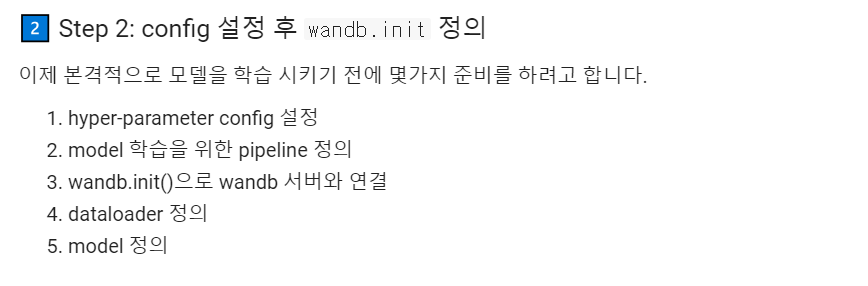 2 Step 2: config 설정 후 wandb.init 정의
이제 본격적으로 모델을 학습 시키기 전에 몇가지 준비를 하려고 합니다.
1. hyper-parameter config 설정
2. model 학습을 위한 pipeline 정의
3. wandb.init()으로 wandb 서버와 연결
4. dataloader 정의
5. model 정의